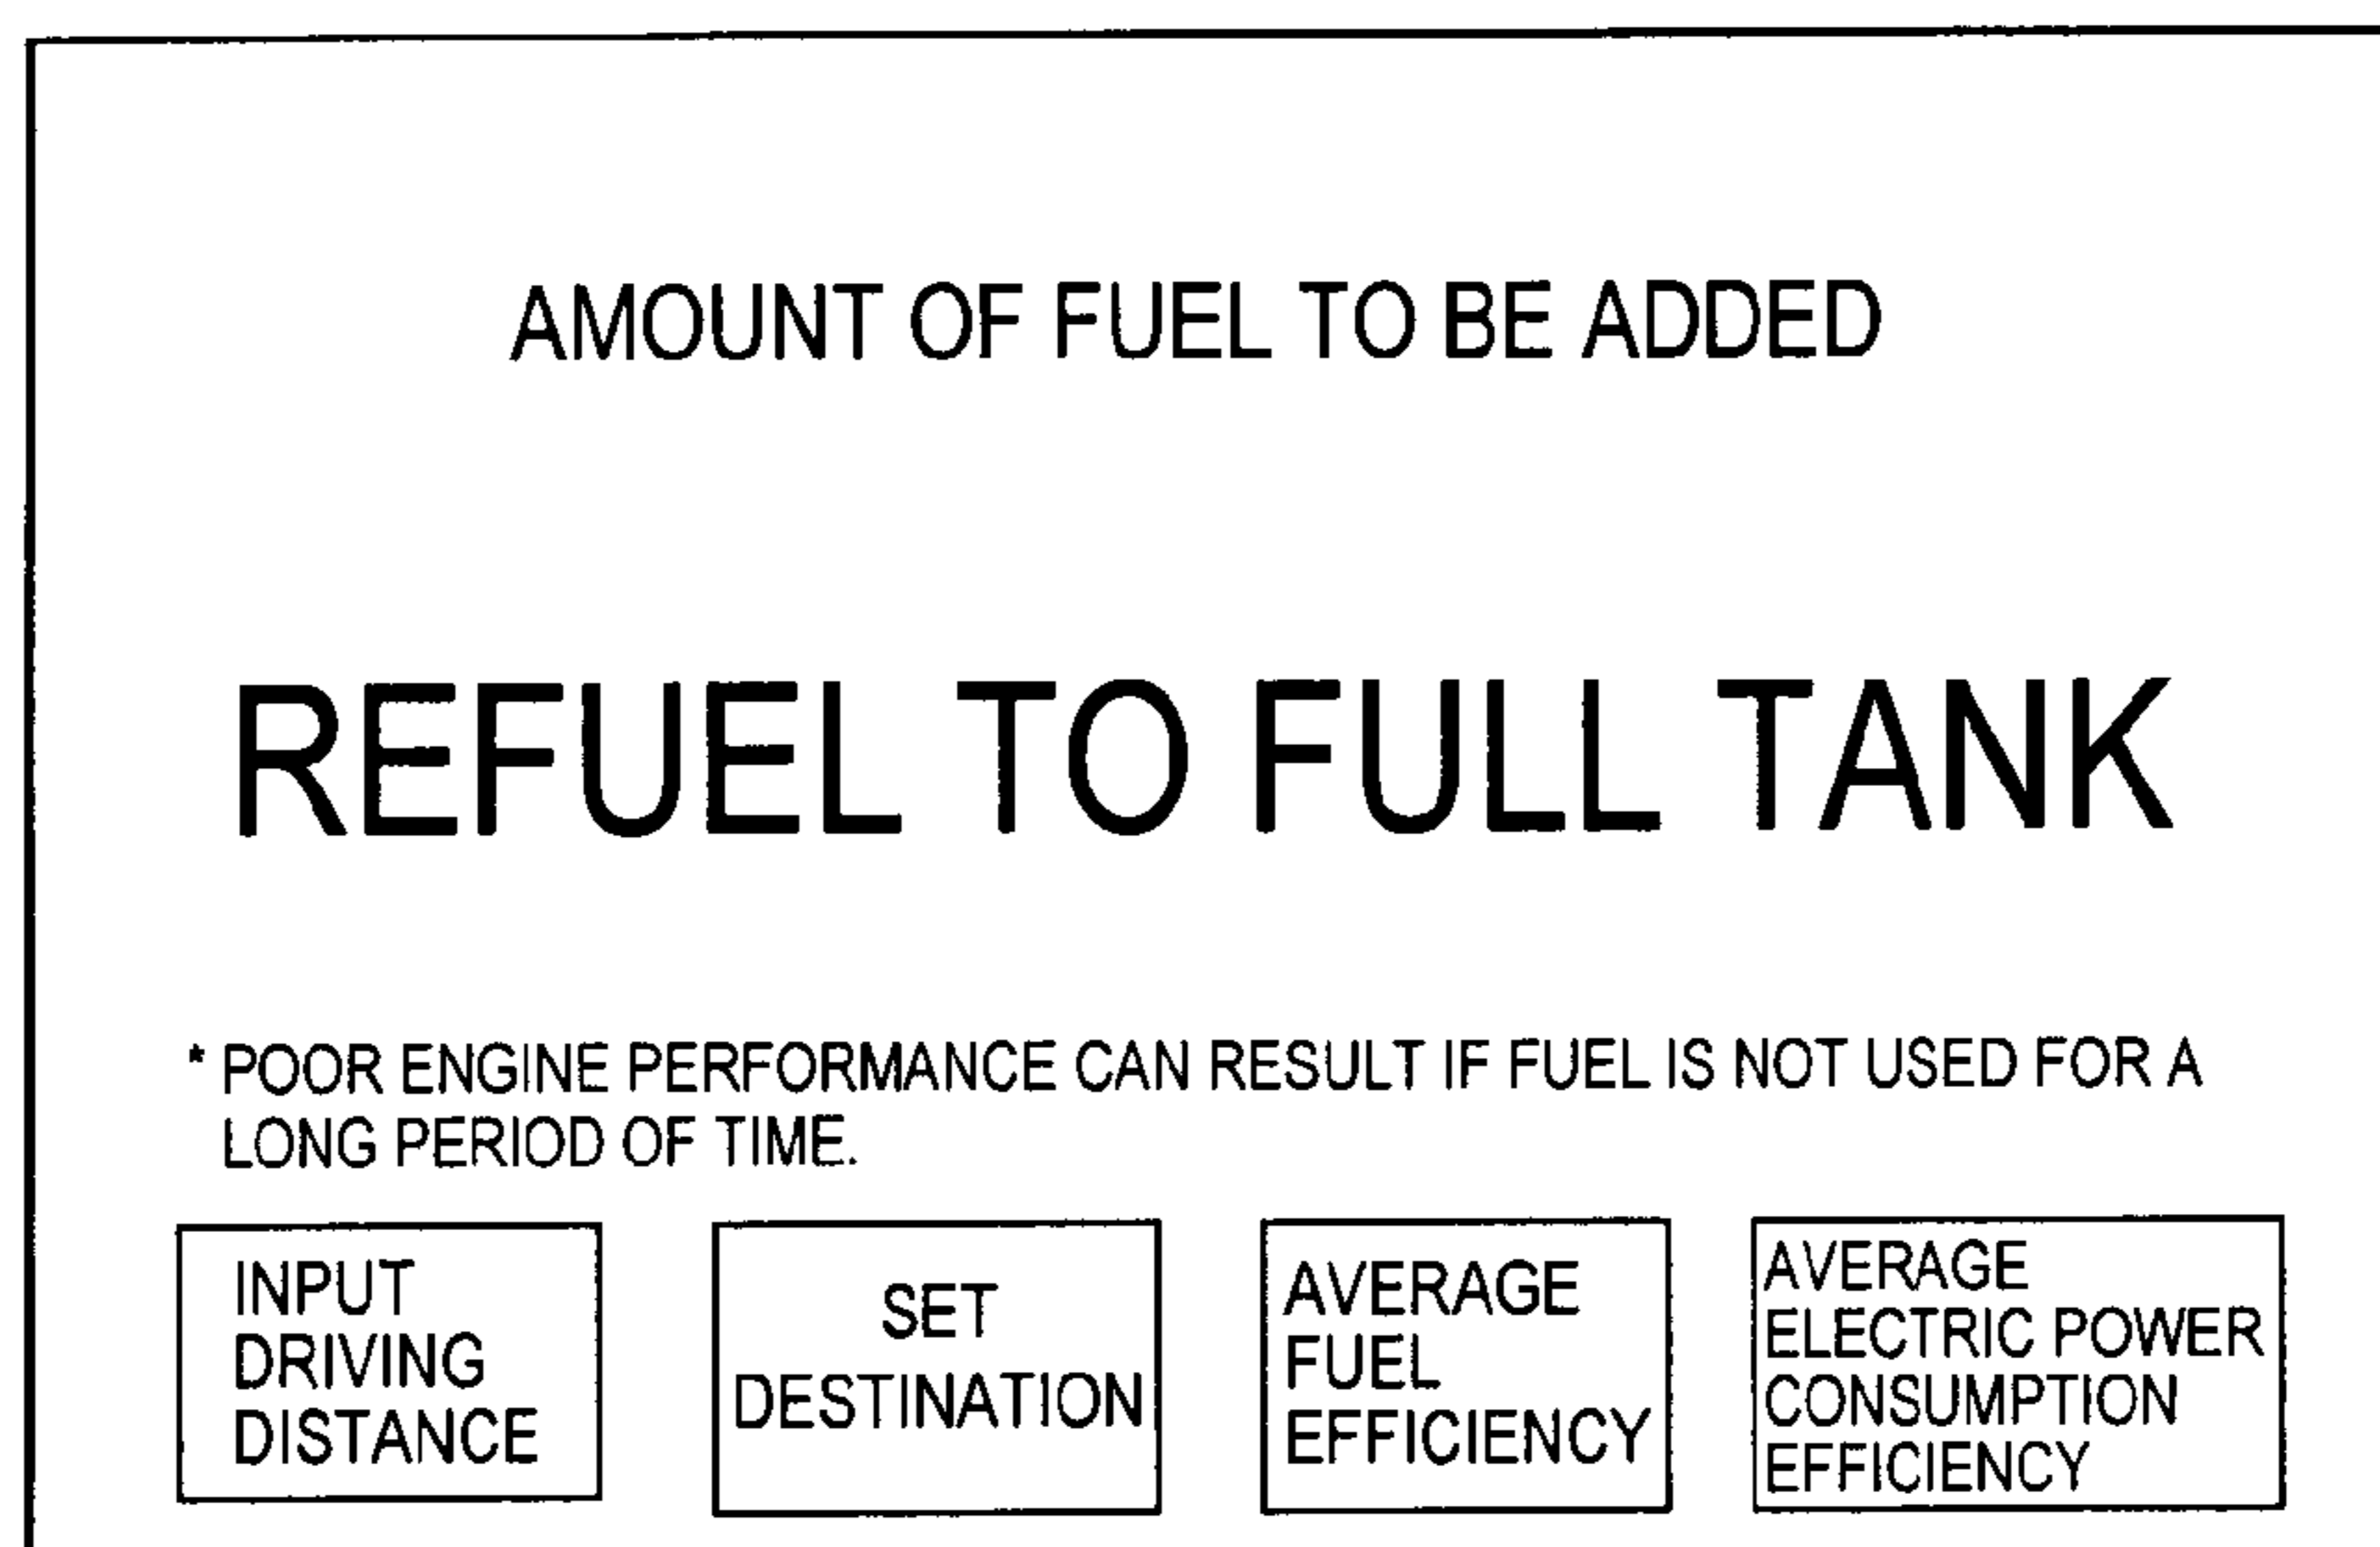 AMOUNT OF FUEL TO BE ADDED
REFUEL TO FULL TANK
* POOR ENGINE PERFORMANCE CAN RESULT IF FUEL IS NOT USED FOR A
LONG PERIOD OF TIME.
INPUT
DRIVING
DISTANCE
SET
DESTINATION
AVERAGE
FUEL
EFFICIENCY
AVERAGE
ELECTRIC POWER
CONSUMPTION
EFFICIENCY